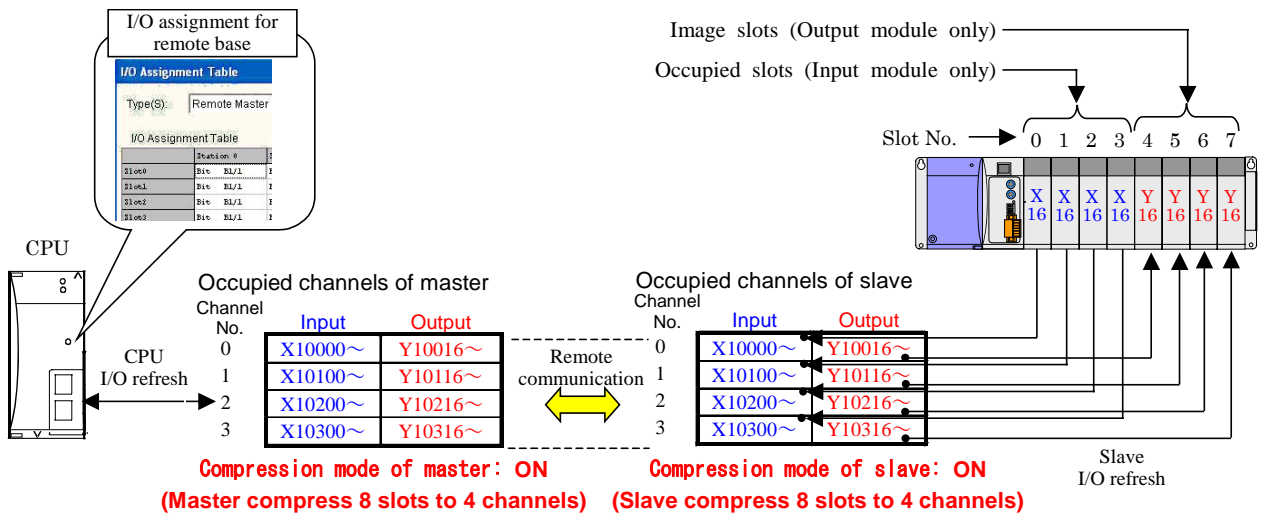 I/O assignment for
remote base
I/O Assignment Table
Type(S): Remote Master
I/O Assignment Table
Station 0
Slot0 Bit B1/1
Slot1 Bit B1/1
Slot2 Bit B1/1
Slot3 Bit B1/1
Image slots (Output module only)
Occupied slots (Input module only)
Slot No. 0 1 2 3 4 5 6 7
X X X X Y Y Y Y
16 16 16 16 16 16 16 16
CPU
CPU
I/O refresh
Occupied channels of master
Channel
No. Input Output
0 X10000~ Y10016~
1 X10100~ Y10116~
2 X10200~ Y10216~
3 X10300~ Y10316~
Compression mode of master: ON
(Master compress 8 slots to 4 channels)
Remote
communication
Occupied channels of slave
Channel
No. Input Output
0 X10000~ Y10016~
1 X10100~ Y10116~
2 X10200~ Y10216~
3 X10300~ Y10316~
Compression mode of slave: ON
(Slave compress 8 slots to 4 channels)
Slave
I/O refresh